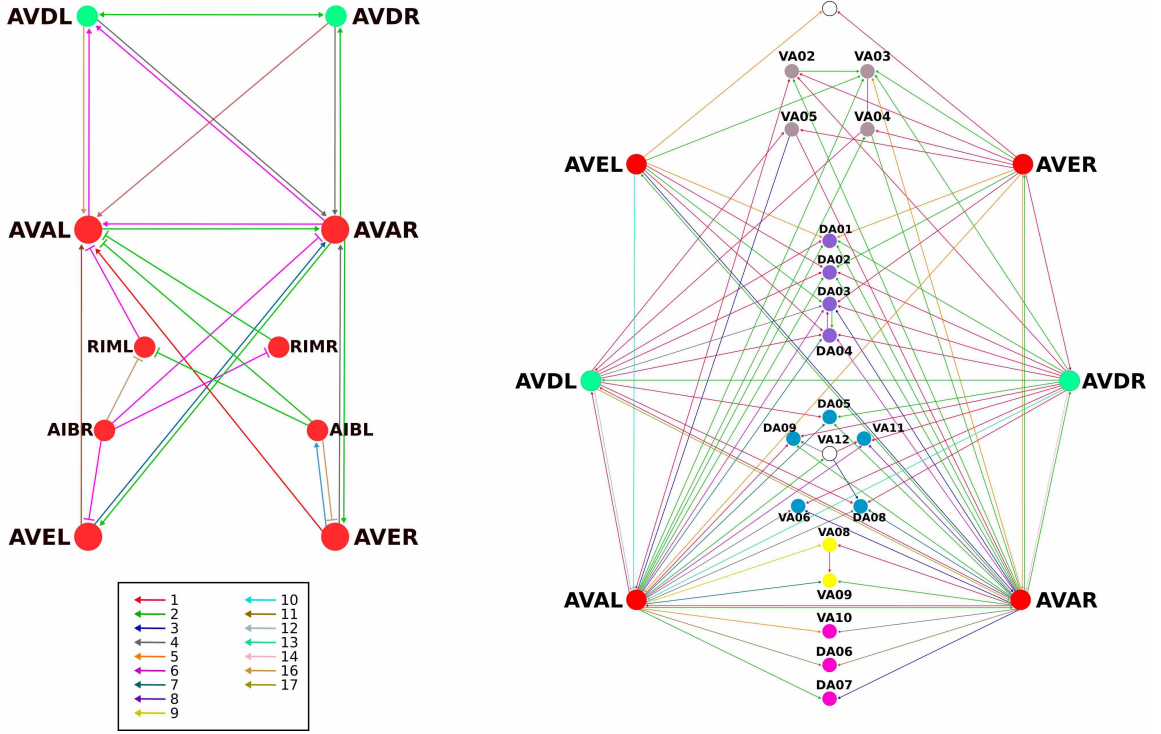 AVDL
AVDR
AVAL
AVAR
RIML
RIMR
AIBR
AIBL
AVEL
AVER
1
2
3
4
5
6
7
8
9
10
11
12
13
14
16
17
VA02
VA03
VA05
VA04
AVEL
AVER
DA01
DA02
DA03
DA04
AVDL
AVDR
DA05
DA09
VA11
VA12
VA06
DA08
VA08
VA09
AVAL
AVAR
VA10
DA06
DA07